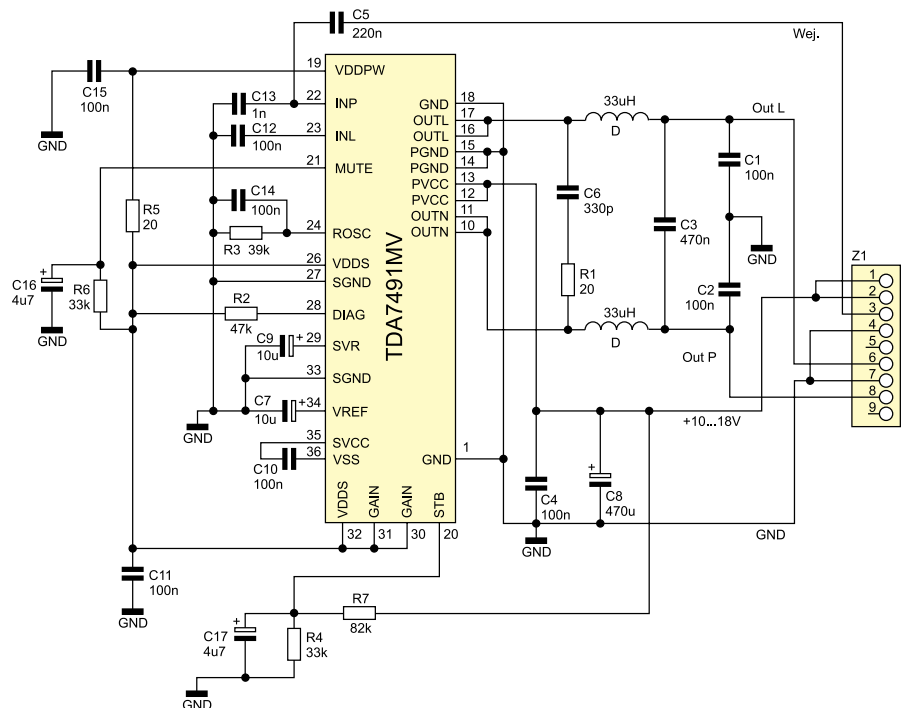 C5
220n
Wej.
C15
100n
GND
19
VDDPW
C13
1n
22
INP
C12
100n
23
INL
21
MUTE
C14
100n
R3 39k
24
ROSC
R5
20
26
VDDS
27
SGND
C16
4u7
+
R6
33k
GND
R2
47k
28
DIAG
C9
10u
+
29
SVR
33
SGND
C7
10u
+
34
VREF
GND
35
SVCC
36
VSS
C10
100n
TDA7491MV
GND
18
OUTL
17
OUTL
16
PGND
15
PGND
14
PVCC
13
PVCC
12
OUTN
11
OUTN
10
GND
1
VDDS
GAIN
GAIN
STB
32
31
30
20
33uH
D
Out L
C6
330p
C3
470n
C1
100n
GND
R1
20
C2
100n
33uH
D
Out P
Z1
1
2
3
4
5
6
7
8
9
+10...18V
C4
100n
+
C8
470u
GND
GND
C11
100n
GND
R7
82k
+
C17
4u7
R4
33k
GND